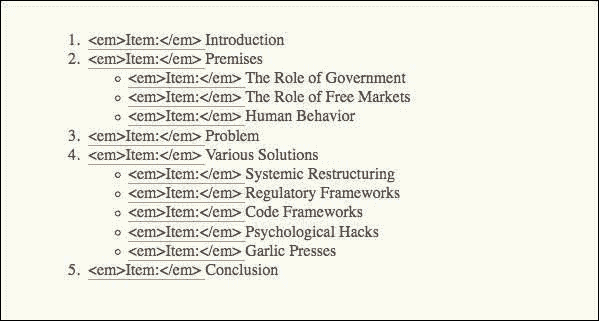 1. <em>Item:</em> Introduction
2. <em>Item:</em> Premises
◦ <em>Item:</em> The Role of Government
◦ <em>Item:</em> The Role of Free Markets
◦ <em>Item:</em> Human Behavior
3. <em>Item:</em> Problem
4. <em>Item:</em> Various Solutions
◦ <em>Item:</em> Systemic Restructuring
◦ <em>Item:</em> Regulatory Frameworks
◦ <em>Item:</em> Code Frameworks
◦ <em>Item:</em> Psychological Hacks
◦ <em>Item:</em> Garlic Presses
5. <em>Item:</em> Conclusion